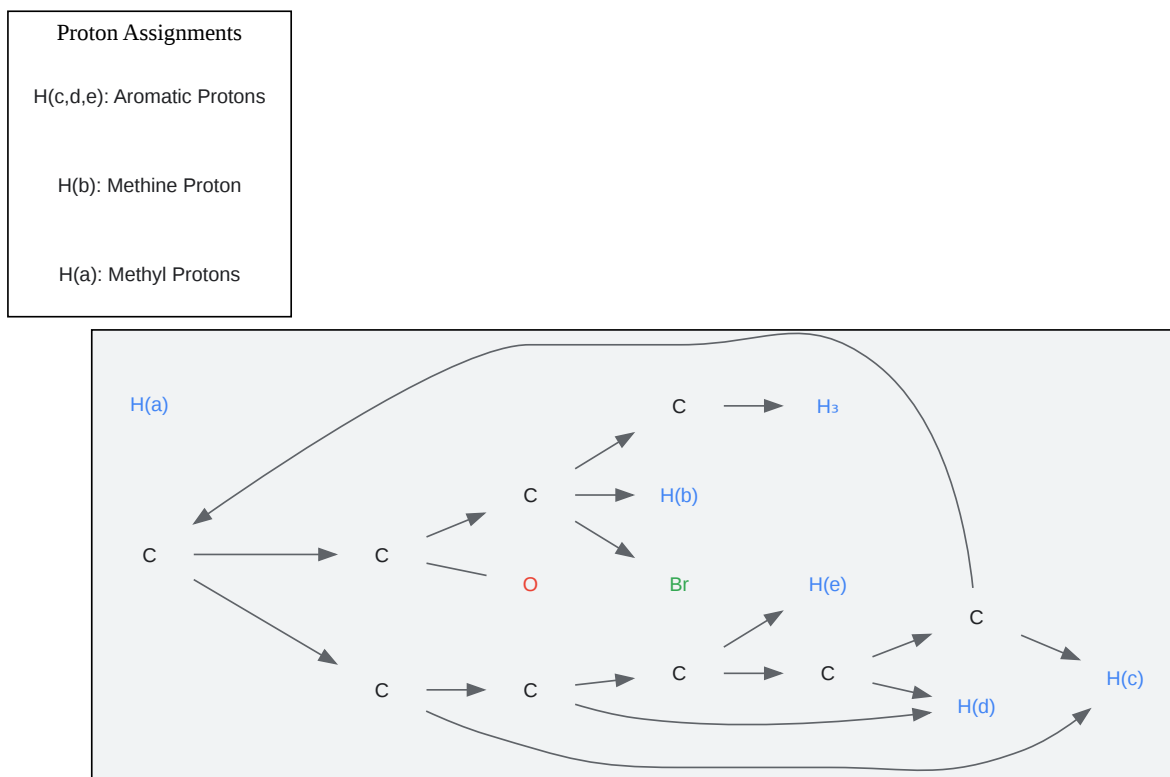 Proton Assignments
H(c,d,e): Aromatic Protons
H(b): Methine Proton
H(a): Methyl Protons
H(a)
C
H₃
C
H(b)
C
C
O
Br
H(e)
C
C
C
H(c)
C
C
H(d)